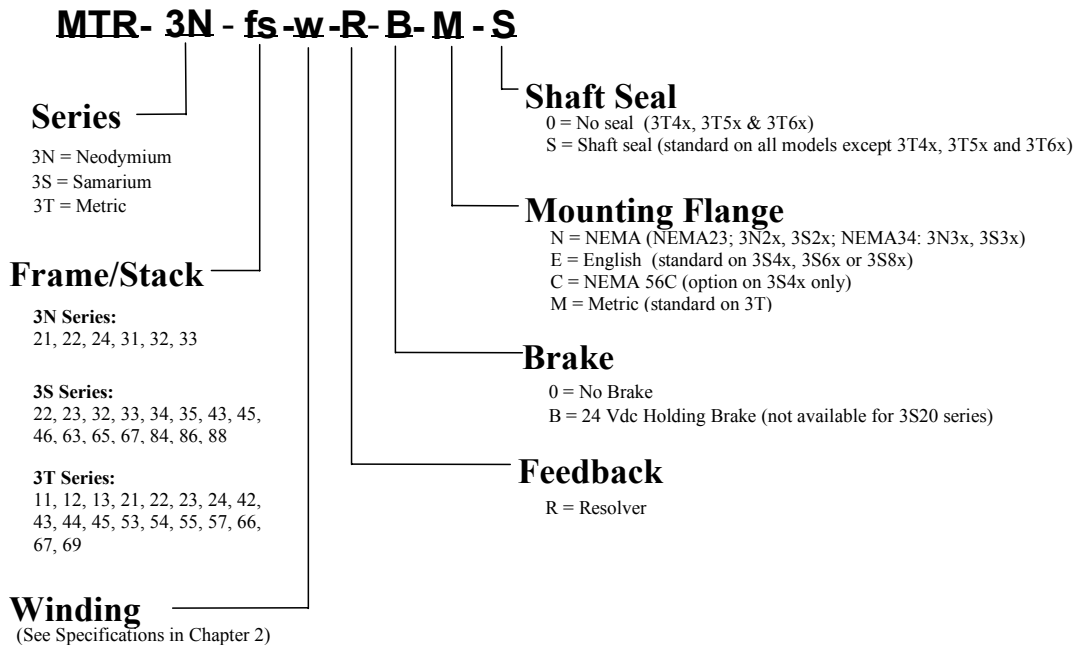 MTR- 3N - fs -w -R- B- M - S
Series
3N = Neodymium
3S = Samarium
3T = Metric
Frame/Stack
3N Series:
21, 22, 24, 31, 32, 33
3S Series:
22, 23, 32, 33, 34, 35, 43, 45,
46, 63, 65, 67, 84, 86, 88
3T Series:
11, 12, 13, 21, 22, 23, 24, 42,
43, 44, 45, 53, 54, 55, 57, 66,
67, 69
Winding
(See Specifications in Chapter 2)
Shaft Seal
0 = No seal (3T4x, 3T5x & 3T6x)
S = Shaft seal (standard on all models except 3T4x, 3T5x and 3T6x)
Mounting Flange
N = NEMA (NEMA23; 3N2x, 3S2x; NEMA34: 3N3x, 3S3x)
E = English (standard on 3S4x, 3S6x or 3S8x)
C = NEMA 56C (option on 3S4x only)
M = Metric (standard on 3T)
Brake
0 = No Brake
B = 24 Vdc Holding Brake (not available for 3S20 series)
Feedback
R = Resolver